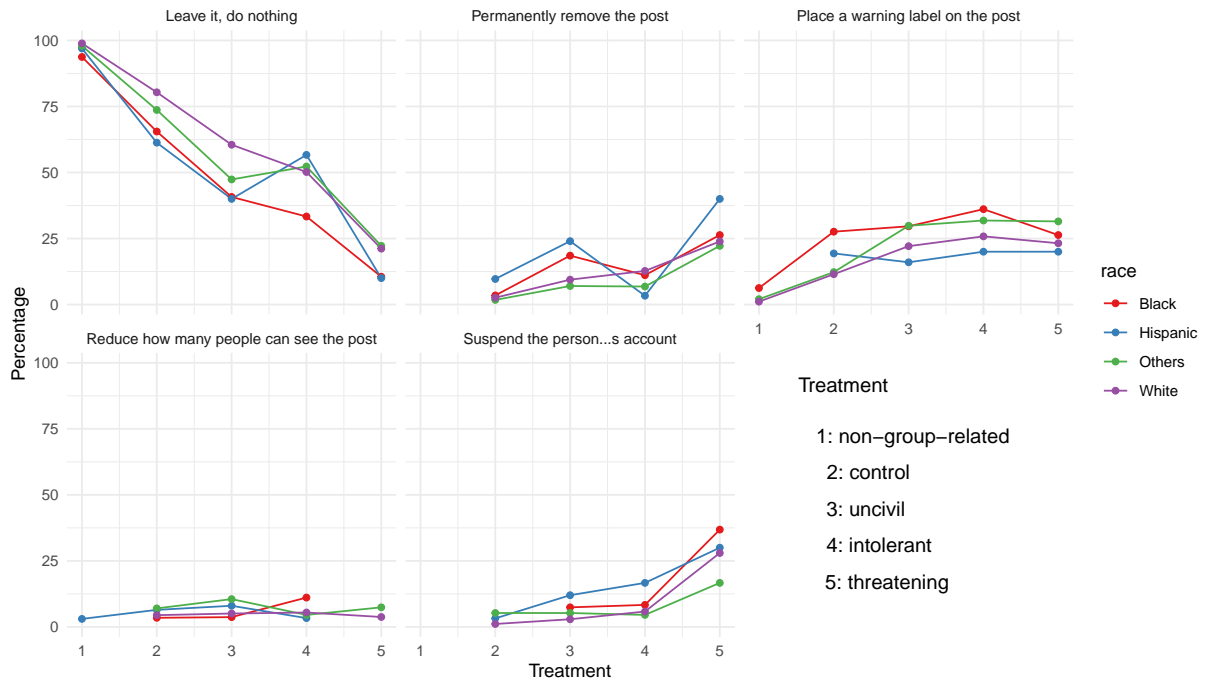 Leave it, do nothing
Permanently remove the post
Place a warning label on the post
100
75
50
25
0
1 2 3 4 5
Reduce how many people can see the post
Suspend the person...s account
100
75
50
25
0
1 2 3 4 5
1 2 3 4 5
Percentage
Treatment
Treatment
1: non−group−related
2: control
3: uncivil
4: intolerant
5: threatening
race
Black
Hispanic
Others
White